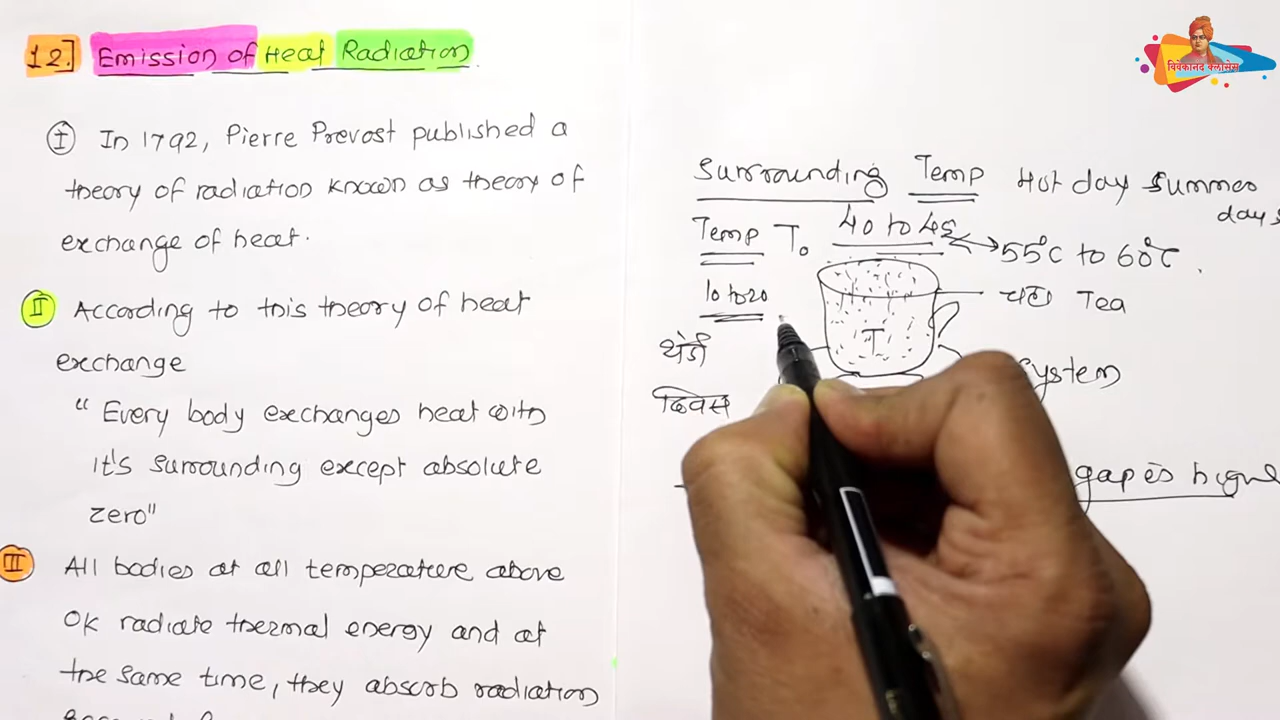 12.] Emission of Heat Radiation.
I In 1792, Pierre Prevost published a
theory of radiation known as theory of
exchange of heat.
II According to this theory of heat
exchange
" Every body exchanges heat with
it's surrounding except absolute
zero"
III All bodies at all temperature above
0K radiate thermal energy and at
the same time, they absorb radiation
विवेकानंद क्लासेस
Surrounding Temp Hot day Summer
days
Temp T₀ 40 to 45
55°C to 60°C.
10 to 20
चहा Tea
T
थंडी
दिवस
System
gap is